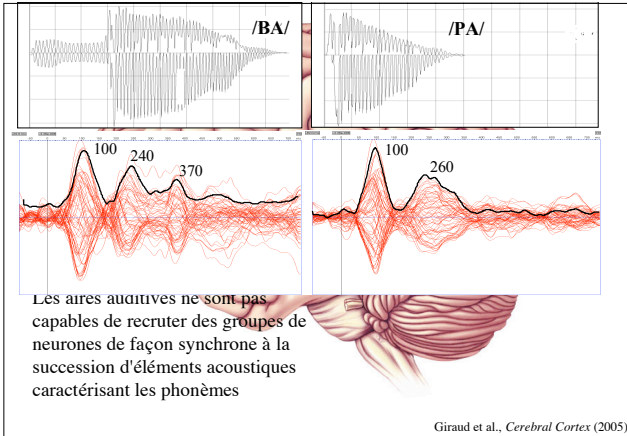 /BA/
/PA/
100
240
370
100
260
Les aires auditives ne sont pas
capables de recruter des groupes de
neurones de façon synchrone à la
succession d'éléments acoustiques
caractérisant les phonèmes
Giraud et al., Cerebral Cortex (2005)